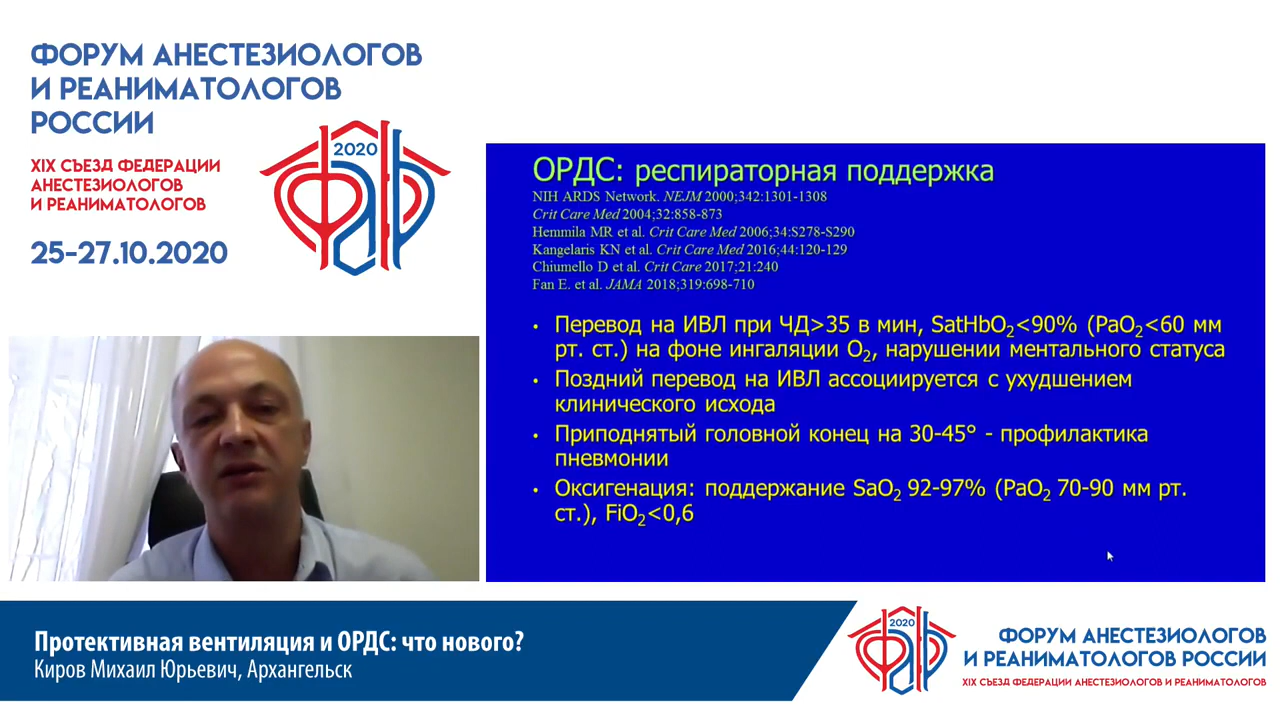 ФОРУМ АНЕСТЕЗИОЛОГОВ
И РЕАНИМАТОЛОГОВ
РОССИИ
XIX СЪЕЗД ФЕДЕРАЦИИ
АНЕСТЕЗИОЛОГОВ
И РЕАНИМАТОЛОГОВ
25-27.10.2020
2020
ФАР
ОРДС: респираторная поддержка
NIH ARDS Network. NEJM 2000;342:1301-1308
Crit Care Med 2004;32:858-873
Hemmila MR et al. Crit Care Med 2006;34:S278-S290
Kangelaris KN et al. Crit Care Med 2016;44:120-129
Chiumello D et al. Crit Care 2017;21:240
Fan E. et al. JAMA 2018;319:698-710
• Перевод на ИВЛ при ЧД>35 в мин, SatHbO₂<90% (PaO₂<60 мм
рт. ст.) на фоне ингаляции O₂, нарушении ментального статуса
• Поздний перевод на ИВЛ ассоциируется с ухудшением
клинического исхода
• Приподнятый головной конец на 30-45° - профилактика
пневмонии
• Оксигенация: поддержание SaO₂ 92-97% (PaO₂ 70-90 мм рт.
ст.), FiO₂<0,6
Протективная вентиляция и ОРДС: что нового?
Киров Михаил Юрьевич, Архангельск
2020
ФАР
ФОРУМ АНЕСТЕЗИОЛОГОВ
И РЕАНИМАТОЛОГОВ РОССИИ
XIX СЪЕЗД ФЕДЕРАЦИИ АНЕСТЕЗИОЛОГОВ И РЕАНИМАТОЛОГОВ